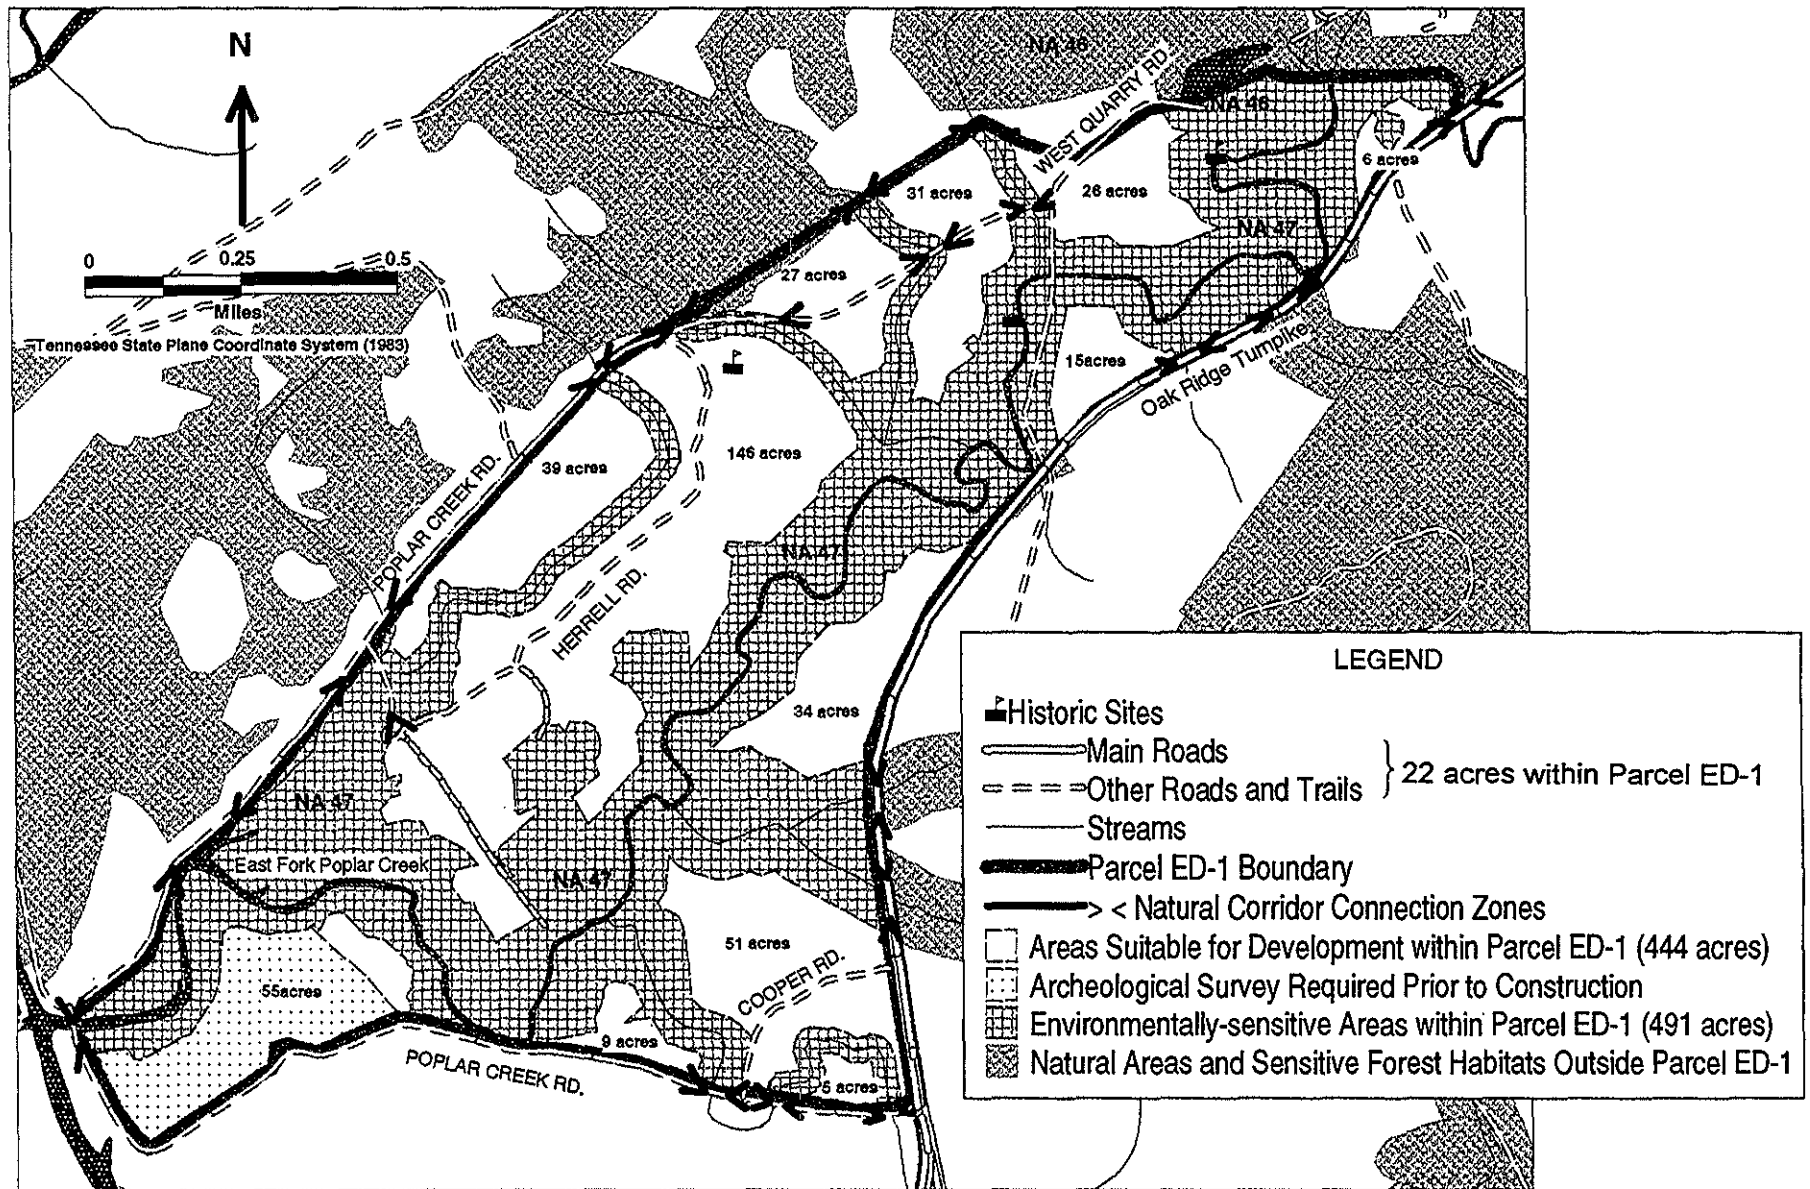 N
NA 46
WEST QUARRY RD.
NA 46
6 acres
31 acres
26 acres
NA 47
0 0.25 0.5
Miles
Tennessee State Plane Coordinate System (1983)
27 acres
15acres
Oak Ridge Turnpike
39 acres
146 acres
POPLAR CREEK RD.
NA 47
HERRELL RD.
34 acres
NA 47
East Fork Poplar Creek
NA 47
51 acres
COOPER RD.
55acres
9 acres
POPLAR CREEK RD.
5 acres
LEGEND
Historic Sites
Main Roads
Other Roads and Trails
22 acres within Parcel ED-1
Streams
Parcel ED-1 Boundary
> < Natural Corridor Connection Zones
Areas Suitable for Development within Parcel ED-1 (444 acres)
Archeological Survey Required Prior to Construction
Environmentally-sensitive Areas within Parcel ED-1 (491 acres)
Natural Areas and Sensitive Forest Habitats Outside Parcel ED-1